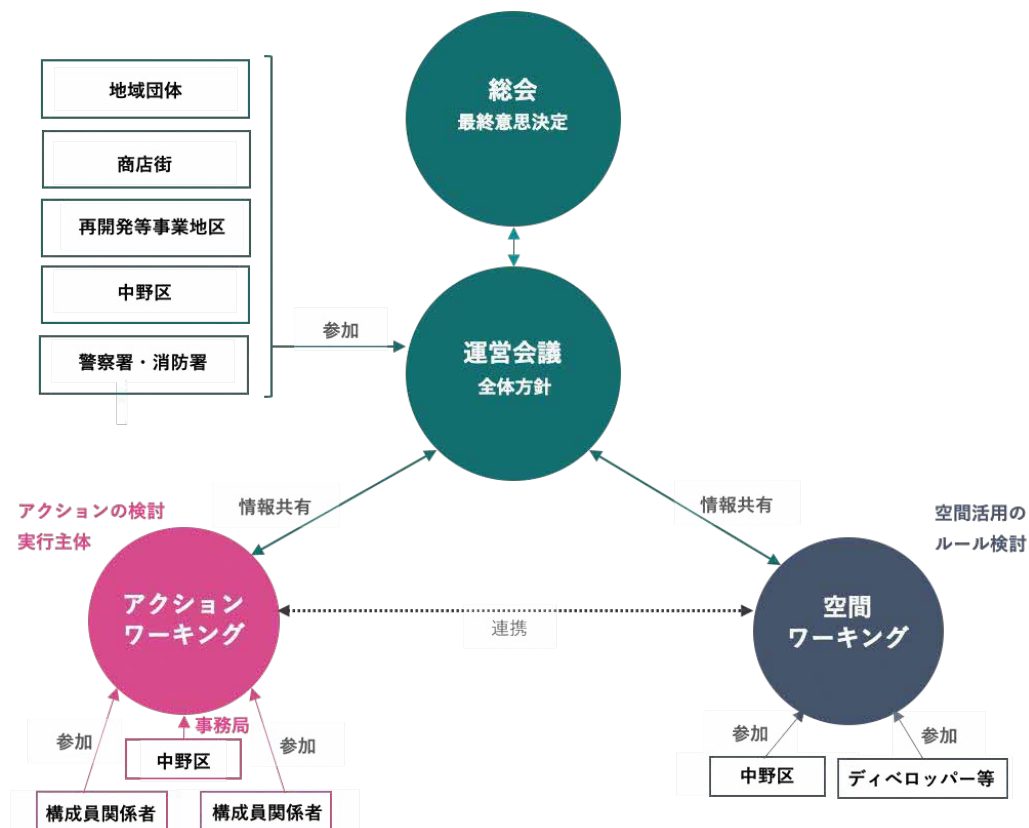 総会
最終意思決定
地域団体
商店街
再開発等事業地区
中野区
警察署・消防署
参加
運営会議
全体方針
情報共有
情報共有
アクションの検討
実行主体
空間活用の
ルール検討
アクション
ワーキング
空間
ワーキング
連携
事務局
参加
中野区
参加
構成員関係者
構成員関係者
参加
参加
中野区
ディベロッパー等